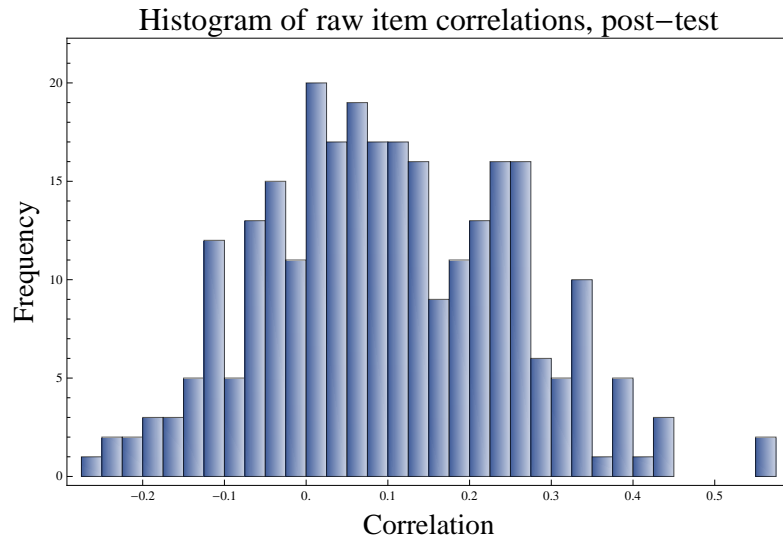 Histogram of raw item correlations, post−test
20
15
10
5
0
Frequency
−0.2 −0.1 0. 0.1 0.2 0.3 0.4 0.5
Correlation